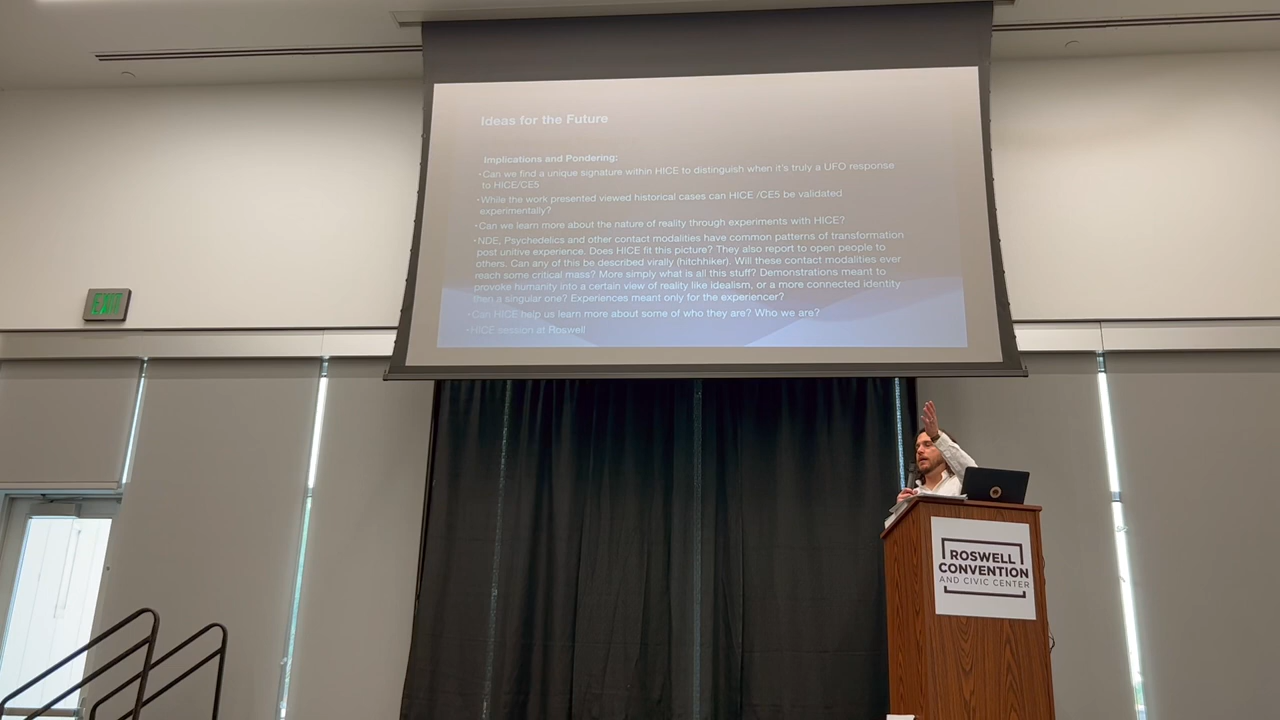 Ideas for the Future
Implications and Pondering:
•Can we find a unique signature within HICE to distinguish when it's truly a UFO response
to HICE/CE5
•While the work presented viewed historical cases can HICE /CE5 be validated
experimentally?
•Can we learn more about the nature of reality through experiments with HICE?
•NDE, Psychedelics and other contact modalities have common patterns of transformation
post unitive experience. Does HICE fit this picture? They also report to open people to
others. Can any of this be described virally (hitchhiker). Will these contact modalities ever
reach some critical mass? More simply what is all this stuff? Demonstrations meant to
provoke humanity into a certain view of reality like idealism, or a more connected identity
then a singular one? Experiences meant only for the experiencer?
•Can HICE help us learn more about some of who they are? Who we are?
•HICE session at Roswell
EXIT
ROSWELL
CONVENTION
AND CIVIC CENTER